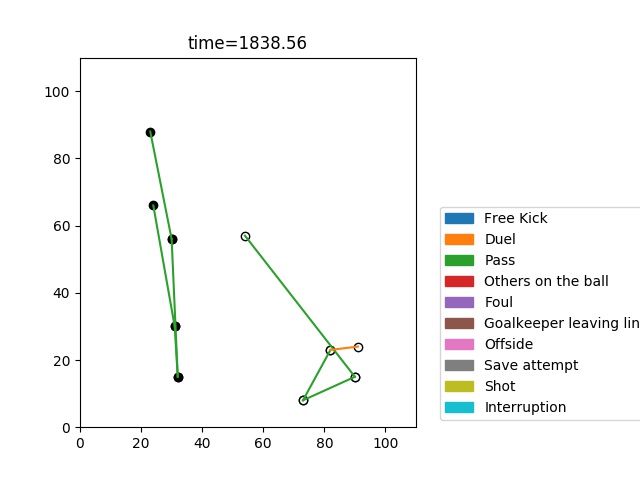 time=1838.56
100
80
60
40
20
0
0 20 40 60 80 100
Free Kick
Duel
Pass
Others on the ball
Foul
Goalkeeper leaving lin
Offside
Save attempt
Shot
Interruption